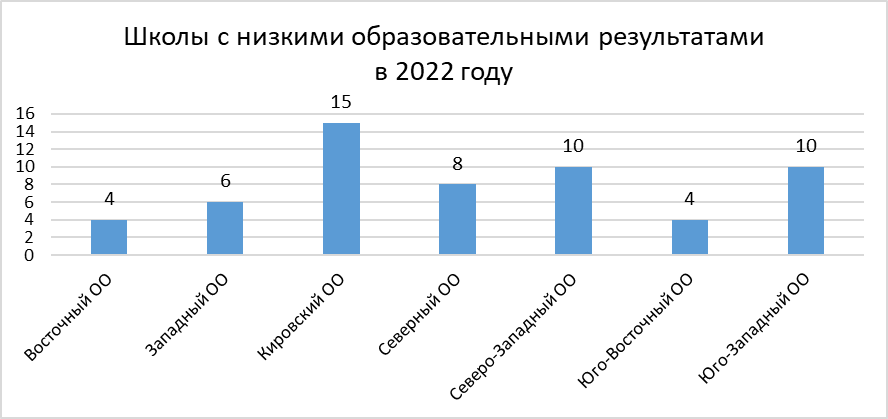 Школы с низкими образовательными результатами
в 2022 году
16
14
12
10
8
6
4
2
0
4
6
15
8
10
4
10
Восточный ОО
Западный ОО
Кировский ОО
Северный ОО
Северо-Западный ОО
Юго-Восточный ОО
Юго-Западный ОО